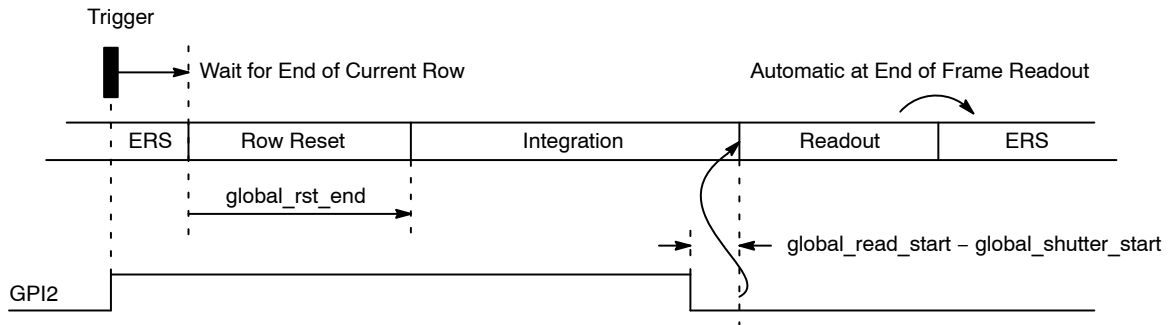 Trigger
Wait for End of Current Row
Automatic at End of Frame Readout
ERS
Row Reset
Integration
Readout
ERS
global_rst_end
global_read_start − global_shutter_start
GPI2